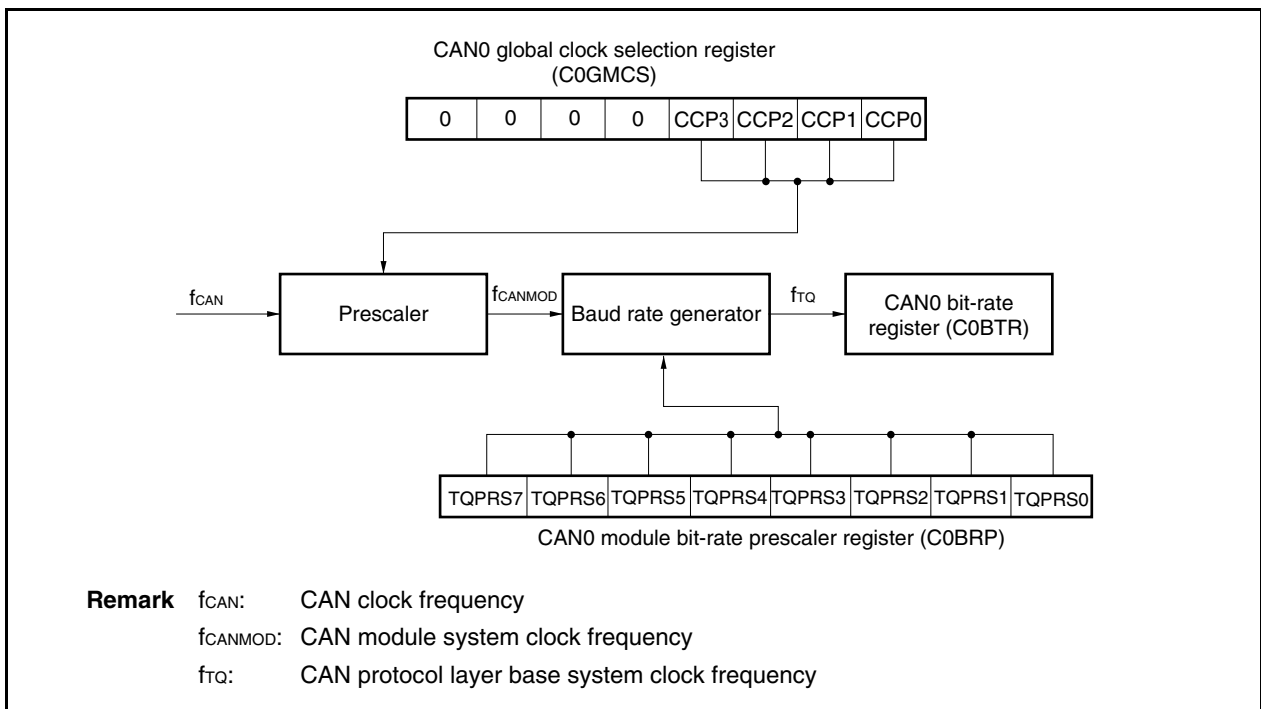 CAN0 global clock selection register
(C0GMCS)
0 0 0 0 CCP3 CCP2 CCP1 CCP0
fCAN
Prescaler
fCANMOD
Baud rate generator
fTQ
CAN0 bit-rate
register (C0BTR)
TQPRS7 TQPRS6 TQPRS5 TQPRS4 TQPRS3 TQPRS2 TQPRS1 TQPRS0
CAN0 module bit-rate prescaler register (C0BRP)
Remark fCAN: CAN clock frequency
fCANMOD: CAN module system clock frequency
fTQ: CAN protocol layer base system clock frequency